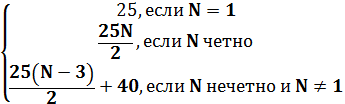 25, если N = 1
25N/2, если N четно
25(N − 3)/2 + 40, если N нечетно и N ≠ 1